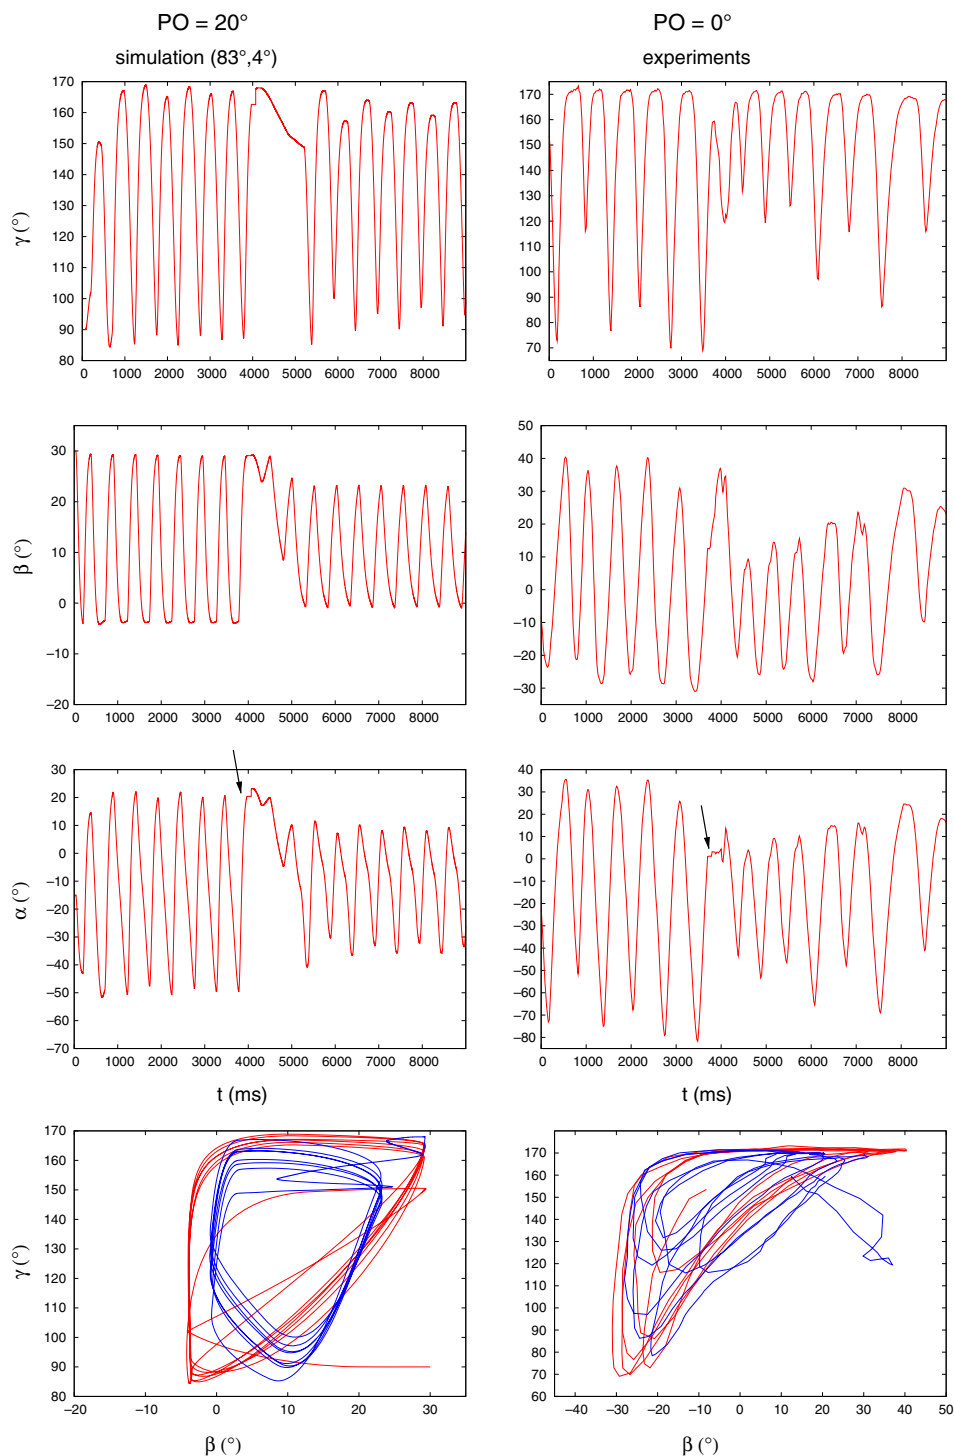 PO = 20° PO = 0°
simulation (83°,4°) experiments
170 160 150 140 130 120 110 100 90 80
γ (°)
0 1000 2000 3000 4000 5000 6000 7000 8000
170 160 150 140 130 120 110 100 90 80 70
0 1000 2000 3000 4000 5000 6000 7000 8000
30 20 10 0 −10 −20
β (°)
0 1000 2000 3000 4000 5000 6000 7000 8000
50 40 30 20 10 0 −10 −20 −30
0 1000 2000 3000 4000 5000 6000 7000 8000
30 20 10 0 −10 −20 −30 −40 −50 −60 −70
α (°)
0 1000 2000 3000 4000 5000 6000 7000 8000
40 30 20 10 0 −10 −20 −30 −40 −50 −60 −70 −80
0 1000 2000 3000 4000 5000 6000 7000 8000
t (ms) t (ms)
170 160 150 140 130 120 110 100 90 80
γ (°)
−20 −10 0 10 20 30
170 160 150 140 130 120 110 100 90 80 70 60
−40 −30 −20 −10 0 10 20 30 40 50
β (°) β (°)